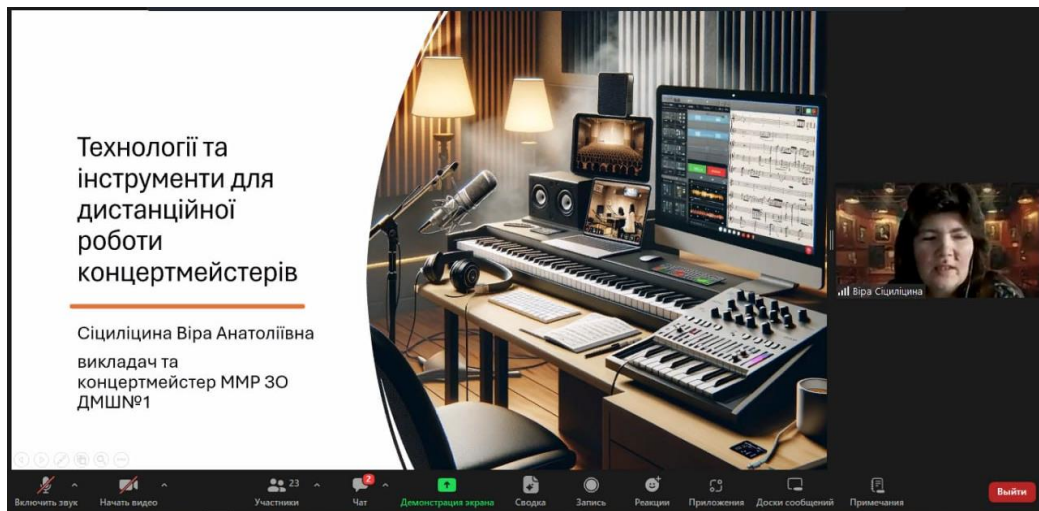 Технології та
інструменти для
дистанційної
роботи
концертмейстерів
Сіциліцина Віра Анатоліївна
викладач та
концертмейстер ММР ЗО
ДМШ№1
Віра Сіциліцина
23
2
Включить звук
Начать видео
Участники
Чат
Демонстрация экрана
Сводка
Запись
Реакции
Приложения
Доски сообщений
Примечания
Выйти